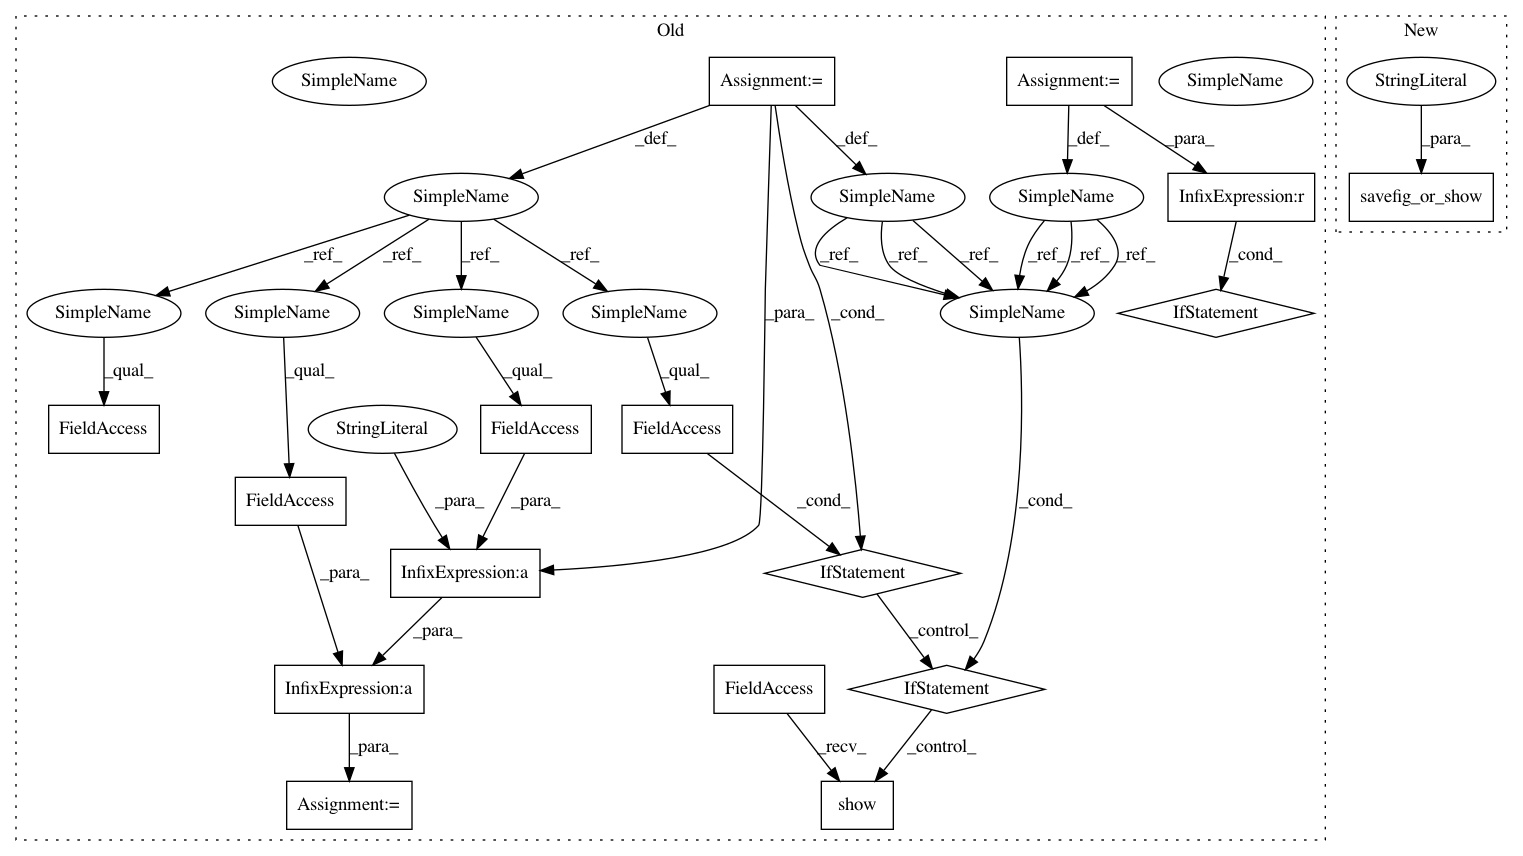 Old
New
SimpleName
Assignment:=
Assignment:=
SimpleName
StringLiteral
_def_
_def_
_def_
_para_
_para_
SimpleName
SimpleName
SimpleName
InfixExpression:r
savefig_or_show
_ref_
_ref_
_ref_
_ref_
_ref_
_ref_
_ref_
_ref_
_ref_
_ref_
_cond_
SimpleName
SimpleName
SimpleName
SimpleName
_para_
_cond_
SimpleName
IfStatement
_qual_
_qual_
_qual_
_qual_
FieldAccess
StringLiteral
FieldAccess
FieldAccess
FieldAccess
_para_
_para_
_cond_
_cond_
_para_
InfixExpression:a
IfStatement
_para_
_control_
InfixExpression:a
FieldAccess
IfStatement
_para_
_recv_
_control_
Assignment:=
show